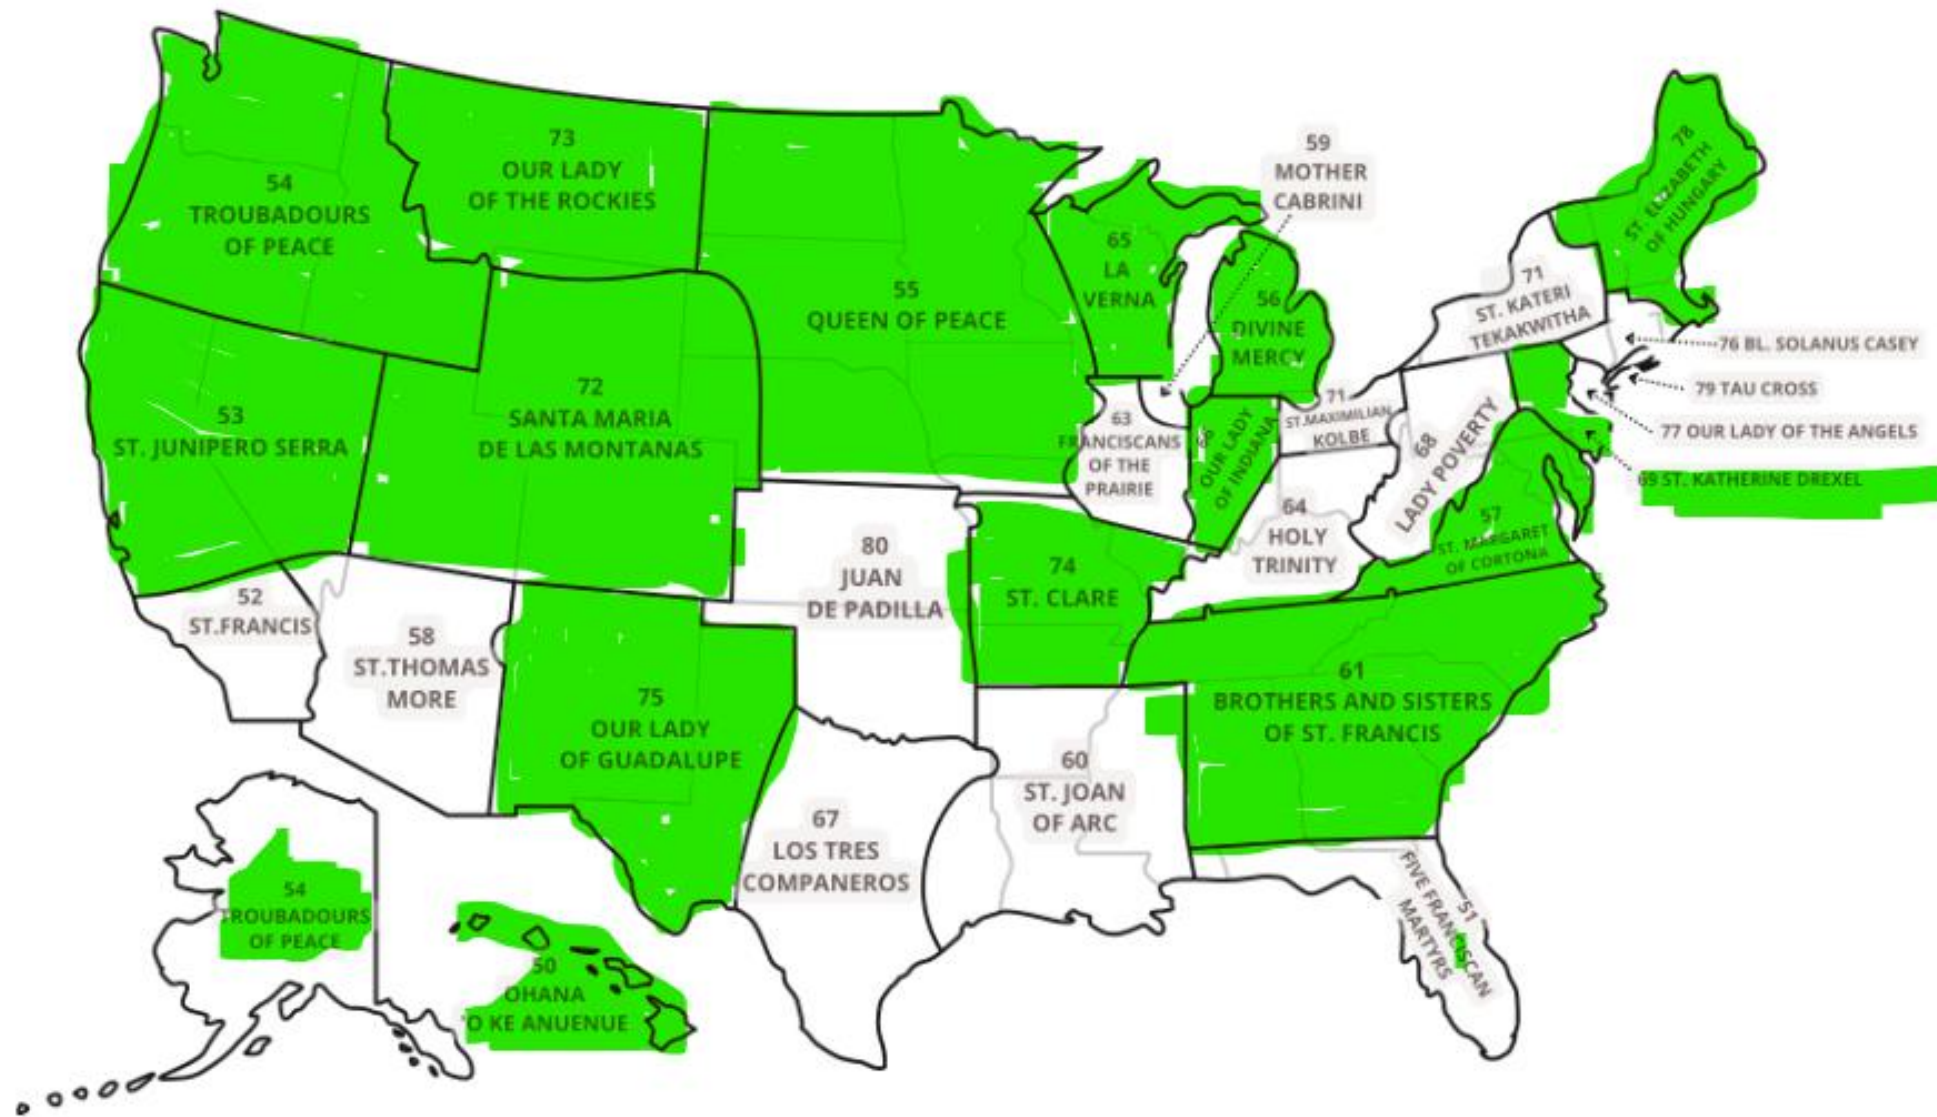 73
OUR LADY
OF THE ROCKIES
54
TROUBADOURS
OF PEACE
59
MOTHER
CABRINI
78
ST. ELZABETH
OF HUNGARY
65
LA
VERNA
55
QUEEN OF PEACE
56
DIVINE
MERCY
71
ST. KATERI
TEKAKWITHA
76 BL. SOLANUS CASEY
79 TAU CROSS
77 OUR LADY OF THE ANGELS
69 ST. KATHERINE DREXEL
53
ST. JUNIPERO SERRA
72
SANTA MARIA
DE LAS MONTANAS
63
FRANCISCANS
OF THE
PRAIRIE
66
OUR LADY
OF INDIANA
71
ST.MAXIMILIAN
KOLBE
68
LADY POVERTY
64
HOLY
TRINITY
57
ST. MARGARET
OF CORTONA
80
JUAN
DE PADILLA
74
ST. CLARE
52
ST.FRANCIS
58
ST.THOMAS
MORE
75
OUR LADY
OF GUADALUPE
61
BROTHERS AND SISTERS
OF ST. FRANCIS
60
ST. JOAN
OF ARC
67
LOS TRES
COMPANEROS
51
FIVE FRANCISCAN
MARTYRS
54
TROUBADOURS
OF PEACE
50
OHANA
'O KE ANUENUE